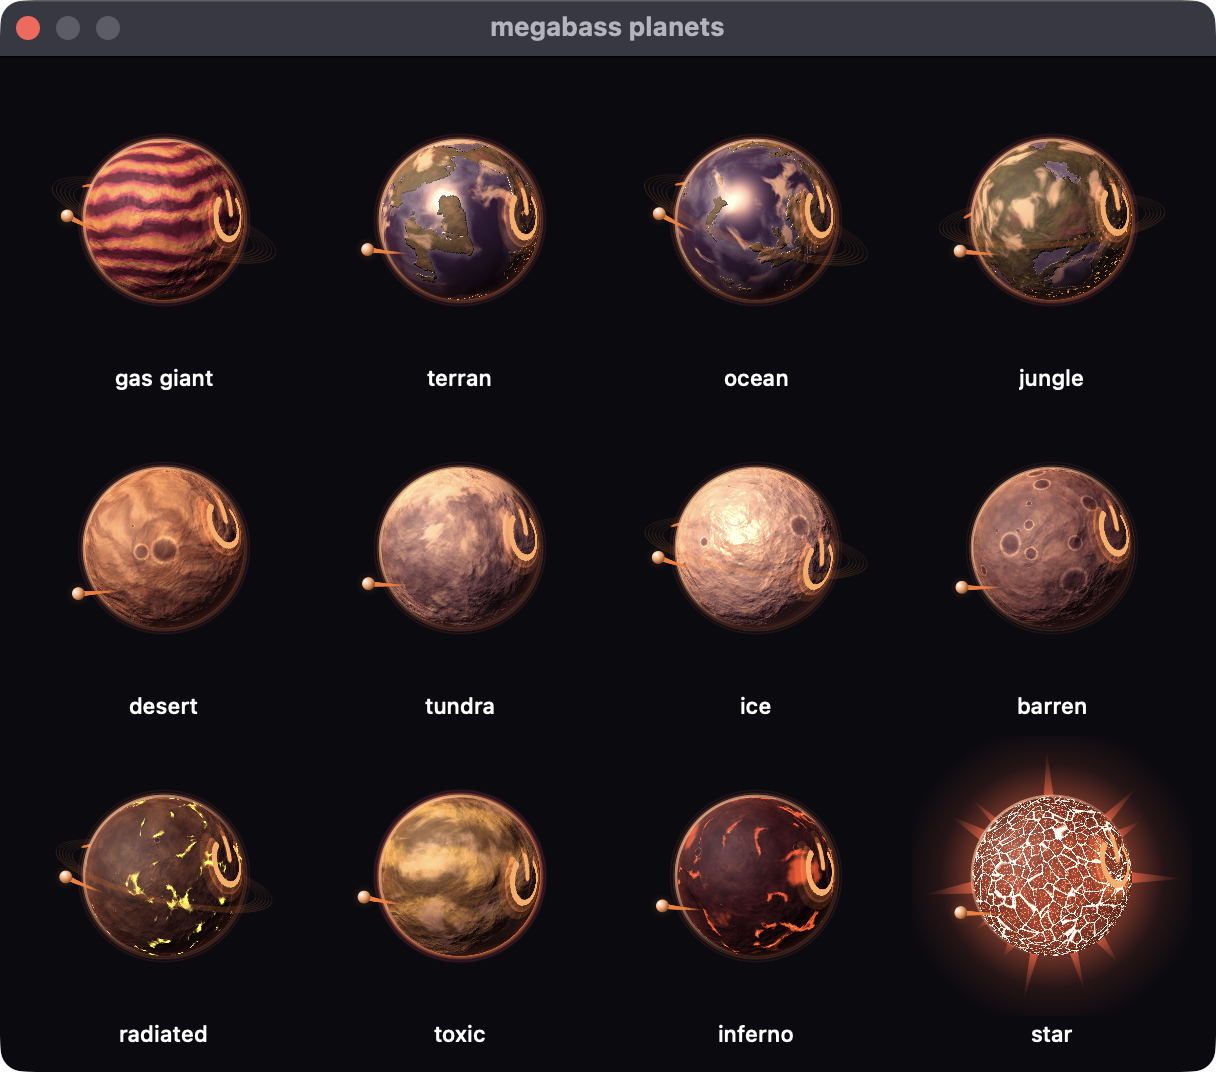 megabass planets
gas giant
terran
ocean
jungle
desert
tundra
ice
barren
radiated
toxic
inferno
star